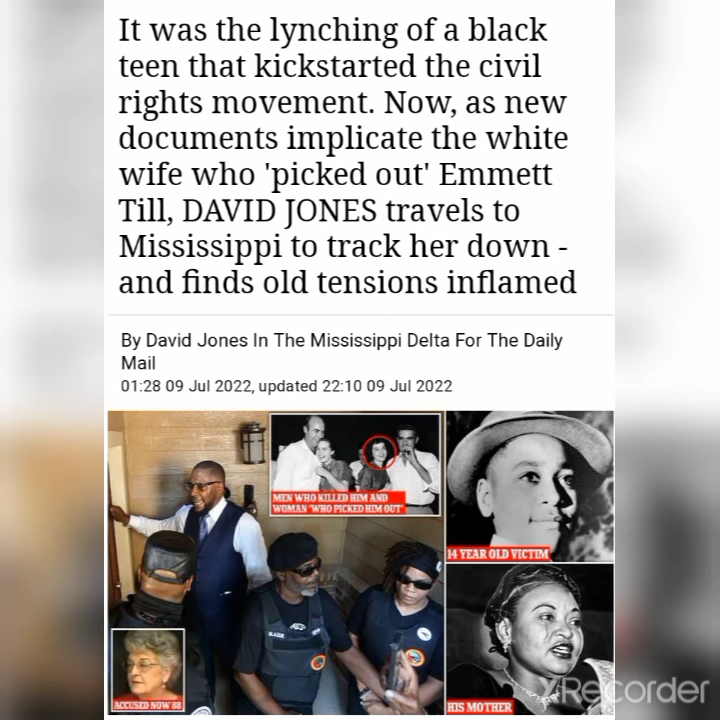 It was the lynching of a black
teen that kickstarted the civil
rights movement. Now, as new
documents implicate the white
wife who 'picked out' Emmett
Till, DAVID JONES travels to
Mississippi to track her down -
and finds old tensions inflamed
By David Jones In The Mississippi Delta For The Daily
Mail
01:28 09 Jul 2022, updated 22:10 09 Jul 2022
MEN WHO KILLED HIM AND
WOMAN 'WHO PICKED HIM OUT'
14 YEAR OLD VICTIM
ACCUSED NOW 88
HIS MOTHER
XRecorder